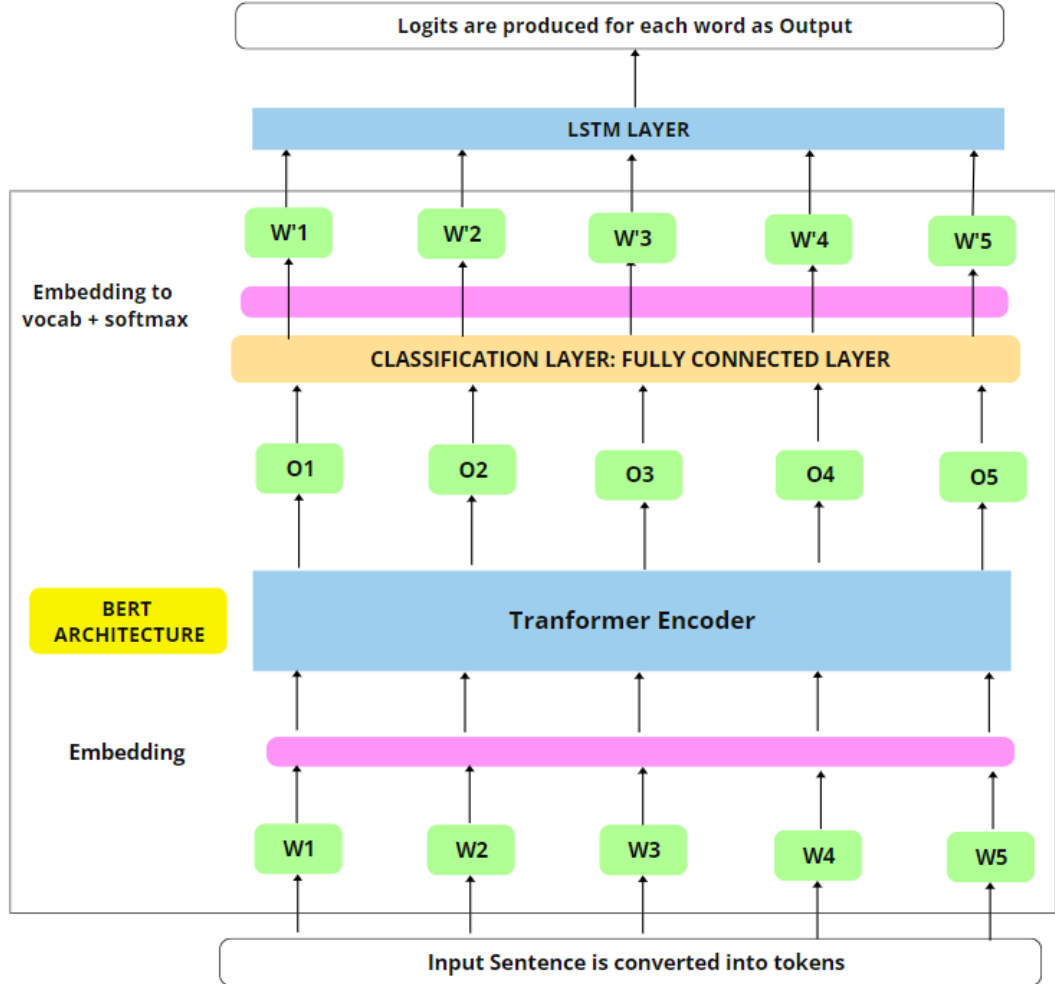 Logits are produced for each word as Output
LSTM LAYER
W'1 W'2 W'3 W'4 W'5
Embedding to
vocab + softmax
CLASSIFICATION LAYER: FULLY CONNECTED LAYER
O1 O2 O3 O4 O5
BERT
ARCHITECTURE
Tranformer Encoder
Embedding
W1 W2 W3 W4 W5
Input Sentence is converted into tokens